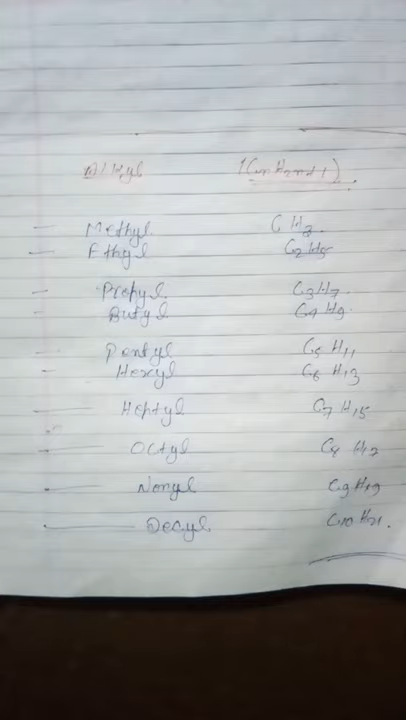 Alkyl (CnH2n+1)
Methyl CH3
Ethyl C2H5
Propyl C3H7
Butyl C4H9
Pentyl C5H11
Hexyl C6H13
Heptyl C7H15
Octyl C8H17
Nonyl C9H19
Decyl C10H21.